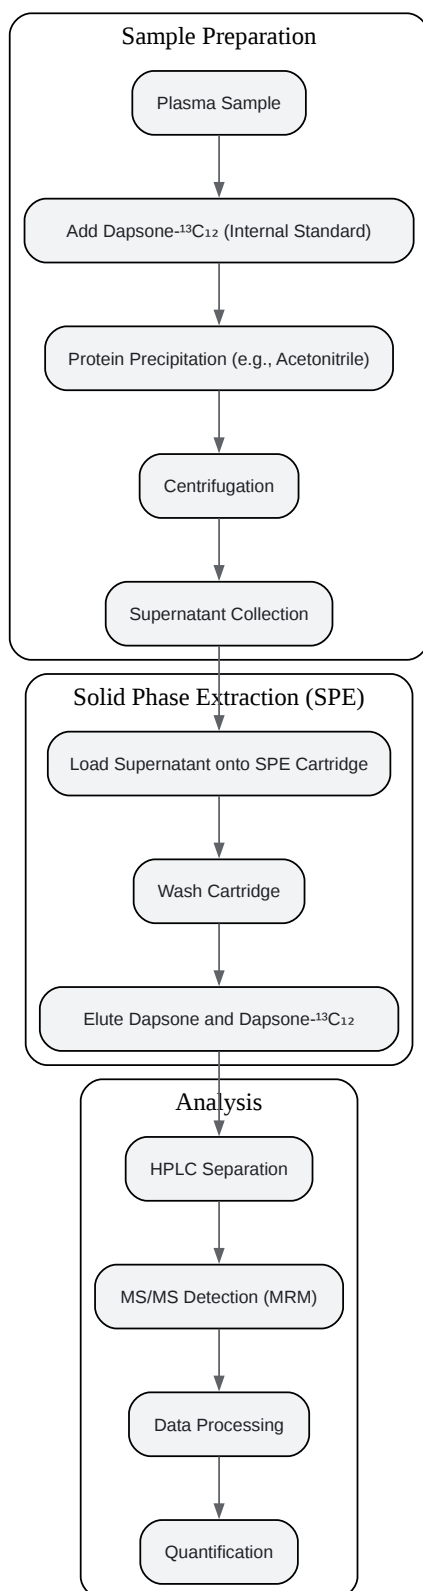 Sample Preparation
Plasma Sample
Add Dapsone-¹³C₁₂ (Internal Standard)
Protein Precipitation (e.g., Acetonitrile)
Centrifugation
Supernatant Collection
Solid Phase Extraction (SPE)
Load Supernatant onto SPE Cartridge
Wash Cartridge
Elute Dapsone and Dapsone-¹³C₁₂
Analysis
HPLC Separation
MS/MS Detection (MRM)
Data Processing
Quantification